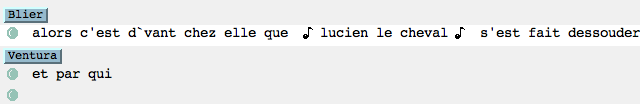 Blier
alors c'est d`vant chez elle que ♪ lucien le cheval ♪ s'est fait dessouder
Ventura
et par qui